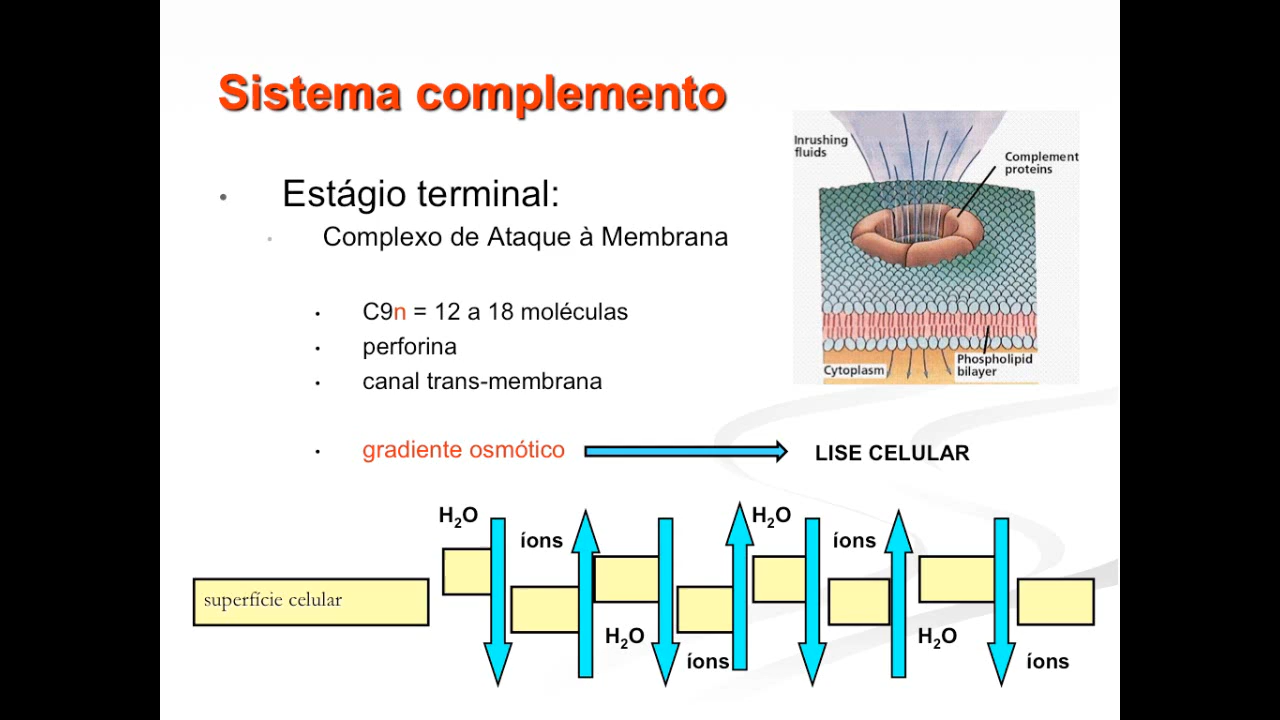 Sistema complemento
Estágio terminal:
Complexo de Ataque à Membrana
C9n = 12 a 18 moléculas
perforina
canal trans-membrana
gradiente osmótico
LISE CELULAR
Inrushing
fluids
Complement
proteins
Cytoplasm
Phospholipid
bilayer
H₂O
íons
H₂O
íons
superfície celular
H₂O
íons
H₂O
íons